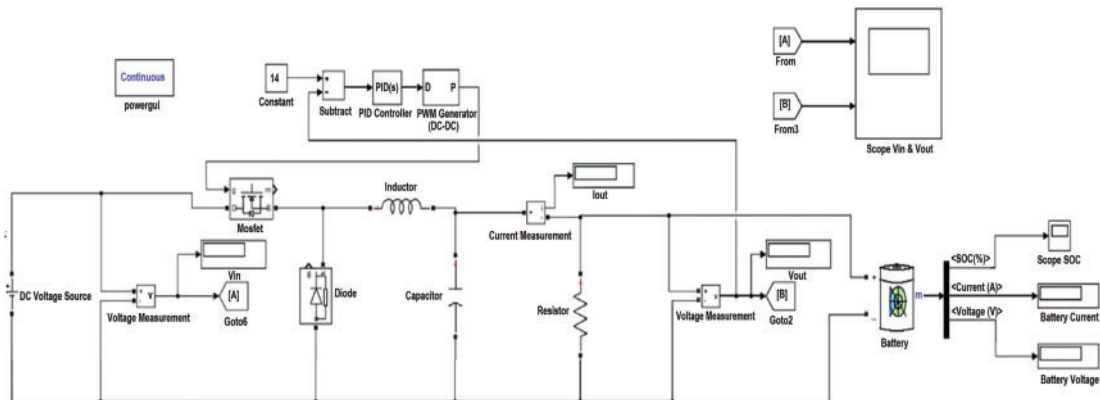 Continuous
powergui
14
Constant
+
−
Subtract
PID(s)
PID Controller
D P
PWM Generator
(DC-DC)
[A]
From
[B]
From3
Scope Vin & Vout
Mosfet
Inductor
Iout
Current Measurement
DC Voltage Source
Voltage Measurement
Vin
[A]
Goto6
Diode
Capacitor
Resistor
Voltage Measurement
Vout
[B]
Goto2
+
−
m
Battery
<SOC(%)>
<Current (A)>
<Voltage (V)>
Scope SOC
Battery Current
Battery Voltage